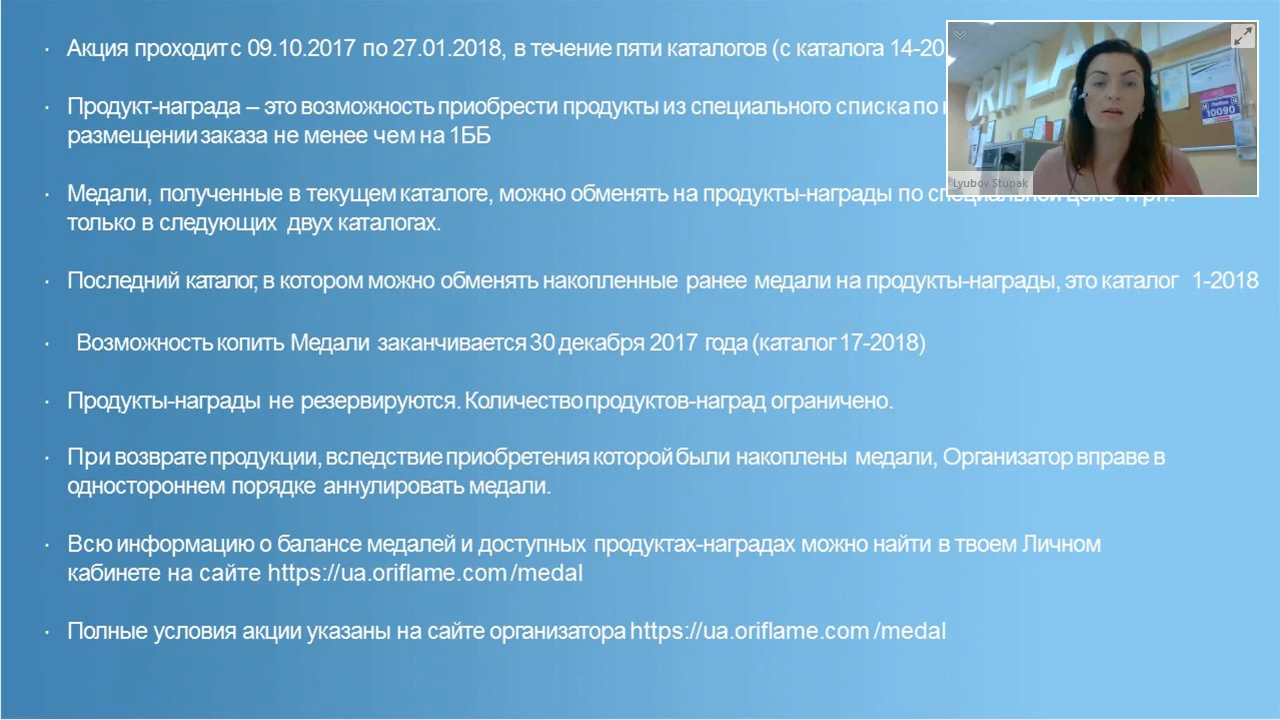 · Акция проходит с 09.10.2017 по 27.01.2018, в течение пяти каталогов (с каталога 14-20
· Продукт-награда – это возможность приобрести продукты из специального списка по
размещении заказа не менее чем на 1ББ
· Медали, полученные в текущем каталоге, можно обменять на продукты-награды по
только в следующих двух каталогах.
· Последний каталог, в котором можно обменять накопленные ранее медали на продукты-награды, это каталог 1-2018
· Возможность копить Медали заканчивается 30 декабря 2017 года (каталог 17-2018)
· Продукты-награды не резервируются. Количество продуктов-наград ограничено.
· При возврате продукции, вследствие приобретения которой были накоплены медали, Организатор вправе в
одностороннем порядке аннулировать медали.
· Всю информацию о балансе медалей и доступных продуктах-наградах можно найти в твоем Личном
кабинете на сайте https://ua.oriflame.com/medal
· Полные условия акции указаны на сайте организатора https://ua.oriflame.com /medal
ORIFLAM
10090
Lyubov Stupak